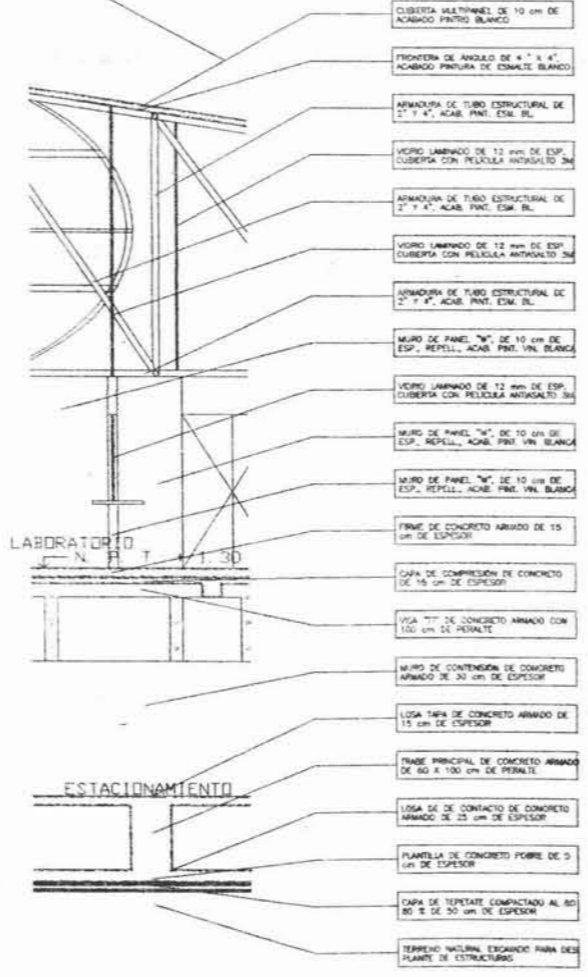 CUBIERTA MULTIPANEL DE 10 cm DE
ACABADO PINTRO BLANCO
FRONTERA DE ÁNGULO DE 4 " X 4",
ACABADO PINTURA DE ESMALTE BLANCO
ARMADURA DE TUBO ESTRUCTURAL DE
2" Y 4", ACAB. PINT. ESM. BL.
VIDRIO LAMINADO DE 12 mm DE ESP.
CUBIERTA CON PELICULA ANTIASALTO 3M
ARMADURA DE TUBO ESTRUCTURAL DE
2" Y 4", ACAB. PINT. ESM. BL.
VIDRIO LAMINADO DE 12 mm DE ESP.
CUBIERTA CON PELICULA ANTIASALTO 3M
ARMADURA DE TUBO ESTRUCTURAL DE
2" Y 4", ACAB. PINT. ESM. BL.
MURO DE PANEL "W", DE 10 cm DE
ESP., REPELL., ACAB. PINT. VIN. BLANCA
VIDRIO LAMINADO DE 12 mm DE ESP.
CUBIERTA CON PELICULA ANTIASALTO 3M
MURO DE PANEL "W", DE 10 cm DE
ESP., REPELL., ACAB. PINT. VIN. BLANCA
MURO DE PANEL "W", DE 10 cm DE
ESP., REPELL., ACAB. PINT. VIN. BLANCA
LABORATORIO
N. P. T. + 1.30
FIRME DE CONCRETO ARMADO DE 15
cm DE ESPESOR
CAPA DE COMPRESIÓN DE CONCRETO
DE 15 cm DE ESPESOR
VIGA "TT" DE CONCRETO ARMADO CON
100 cm DE PERALTE
MURO DE CONTENSIÓN DE CONCRETO
ARMADO DE 30 cm DE ESPESOR
LOSA TAPA DE CONCRETO ARMADO DE
15 cm DE ESPESOR
TRABE PRINCIPAL DE CONCRETO ARMADO
DE 60 X 100 cm DE PERALTE
ESTACIONAMIENTO
LOSA DE DE CONTACTO DE CONCRETO
ARMADO DE 25 cm DE ESPESOR
PLANTILLA DE CONCRETO POBRE DE 5
cm DE ESPESOR
CAPA DE TEPETATE COMPACTADO AL 80
80 % DE 50 cm DE ESPESOR
TERRENO NATURAL EXCAVADO PARA DES
PLANTE DE ESTRUCTURAS